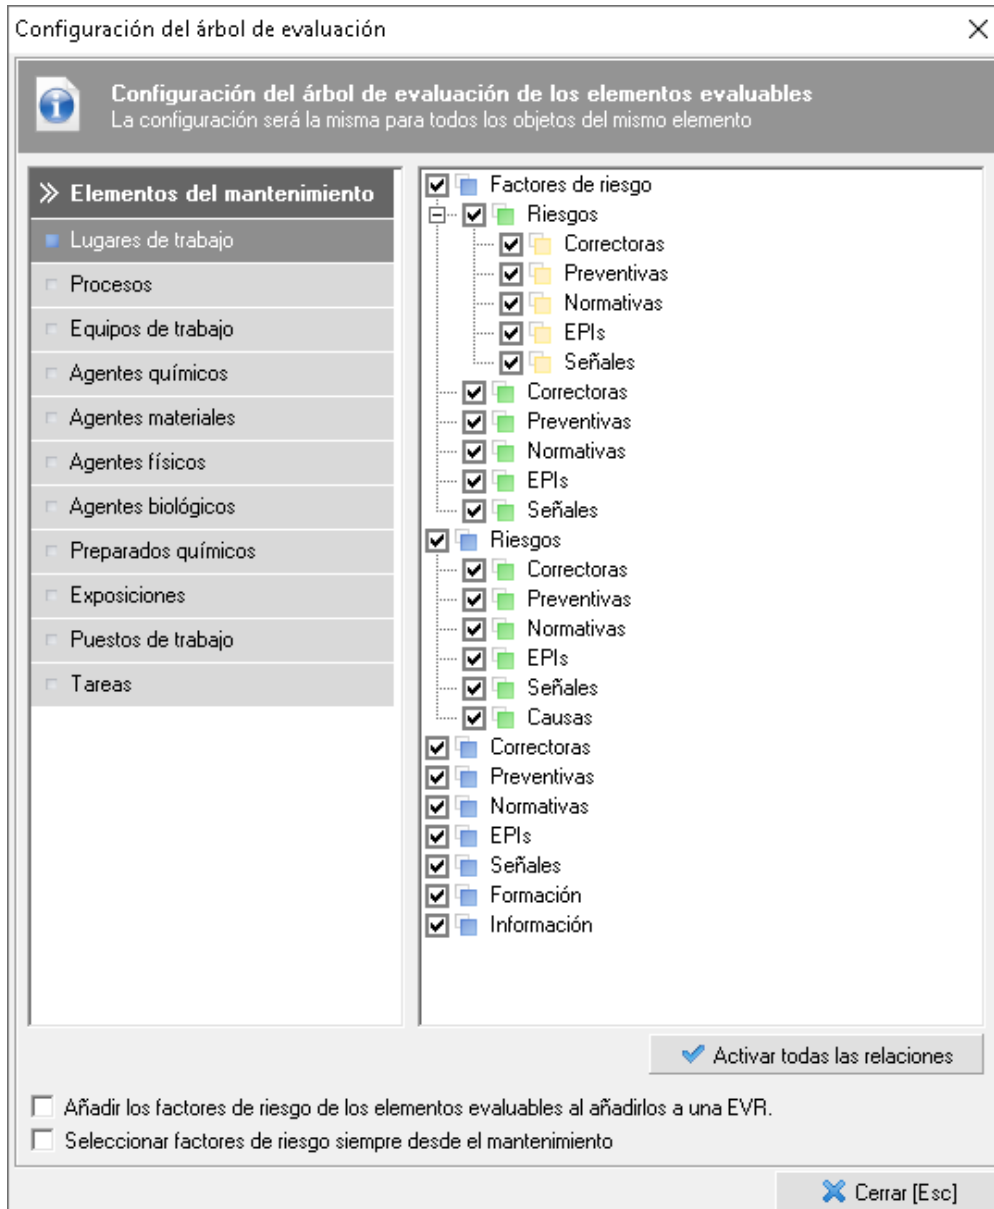 Configuración del árbol de evaluación
Configuración del árbol de evaluación de los elementos evaluables
La configuración será la misma para todos los objetos del mismo elemento
Elementos del mantenimiento
Lugares de trabajo
Procesos
Equipos de trabajo
Agentes químicos
Agentes materiales
Agentes físicos
Agentes biológicos
Preparados químicos
Exposiciones
Puestos de trabajo
Tareas
Factores de riesgo
Riesgos
Correctoras
Preventivas
Normativas
EPIs
Señales
Correctoras
Preventivas
Normativas
EPIs
Señales
Riesgos
Correctoras
Preventivas
Normativas
EPIs
Señales
Causas
Correctoras
Preventivas
Normativas
EPIs
Señales
Formación
Información
Activar todas las relaciones
Añadir los factores de riesgo de los elementos evaluables al añadirlos a una EVR.
Seleccionar factores de riesgo siempre desde el mantenimiento
Cerrar [Esc]